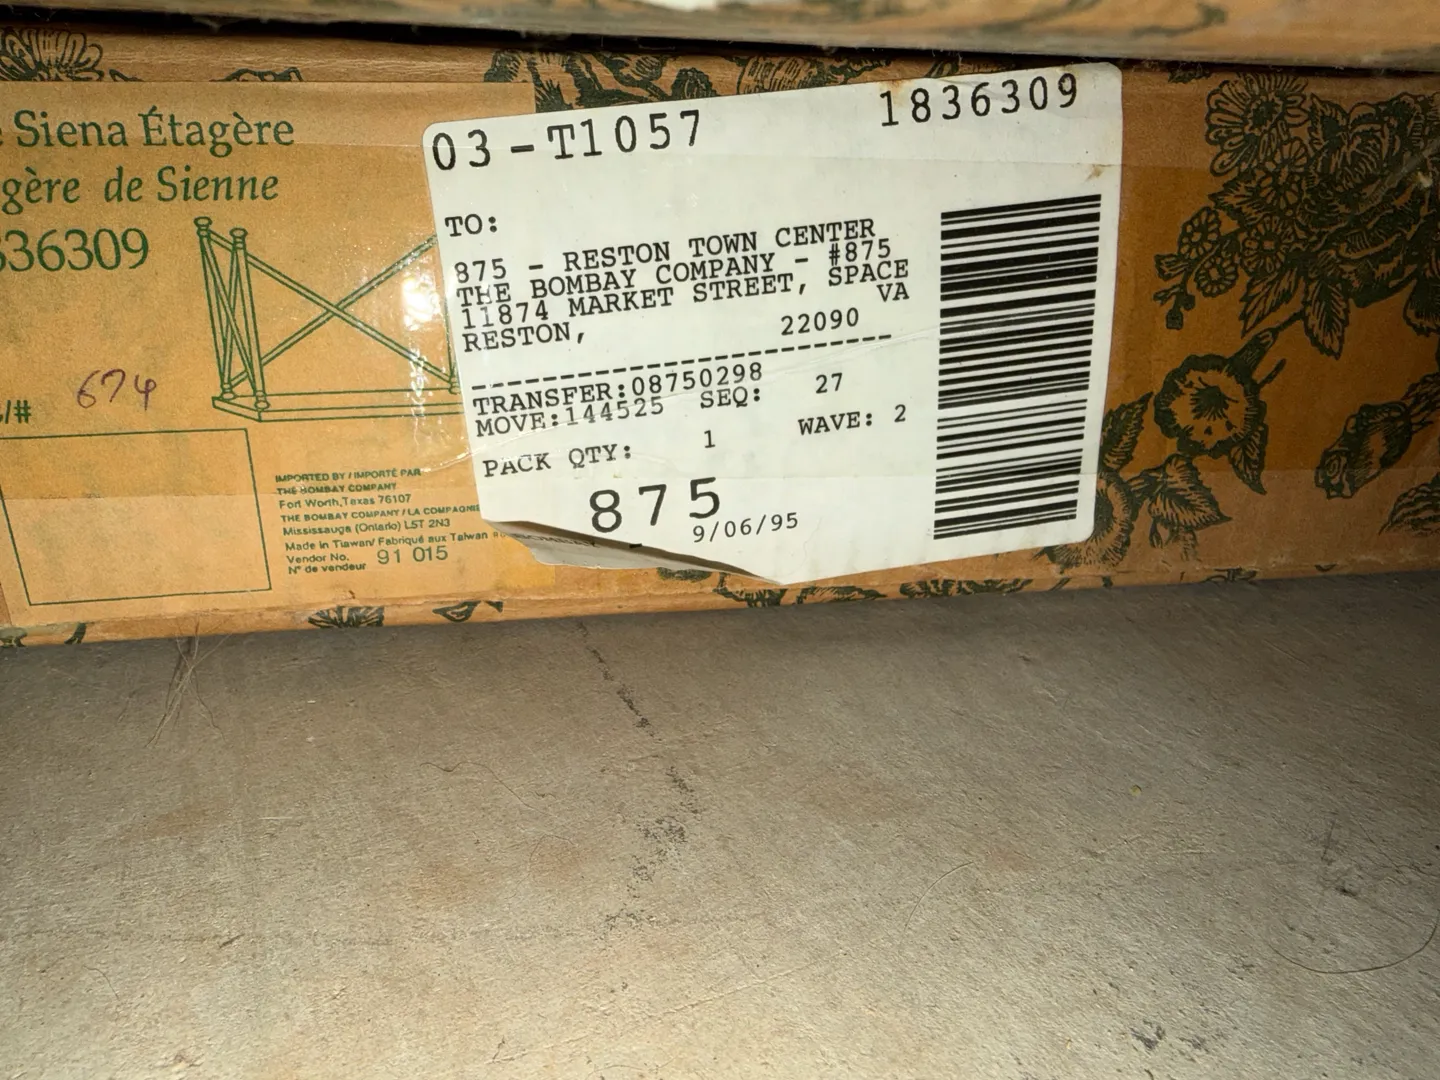 Siena Étagère
gère de Sienne
36309
/#
674
IMPORTED BY / IMPORTÉ PAR
THE BOMBAY COMPANY
Fort Worth, Texas 76107
THE BOMBAY COMPANY / LA COMPAGNIE
Mississauga (Ontario) L5T 2N3
Made in Tiawan/ Fabriqué aux Taiwan
Vendor No.
N° de vendeur
91 015
03-T1057
1836309
TO:
875 - RESTON TOWN CENTER
THE BOMBAY COMPANY - #875
11874 MARKET STREET, SPACE
RESTON, VA
22090
TRANSFER:08750298
MOVE:144525 SEQ: 27
PACK QTY: 1 WAVE: 2
875
9/06/95